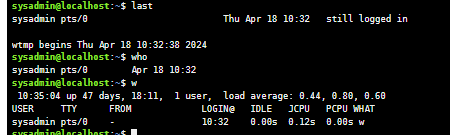 sysadmin@localhost:~$ last
sysadmin pts/0                          Thu Apr 18 10:32   still logged in

wtmp begins Thu Apr 18 10:32:38 2024
sysadmin@localhost:~$ who
sysadmin pts/0        Apr 18 10:32
sysadmin@localhost:~$ w
 10:35:04 up 47 days, 18:11,  1 user,  load average: 0.44, 0.80, 0.60
USER     TTY      FROM             LOGIN@   IDLE   JCPU   PCPU WHAT
sysadmin pts/0    -                10:32    0.00s  0.12s  0.00s w
sysadmin@localhost:~$